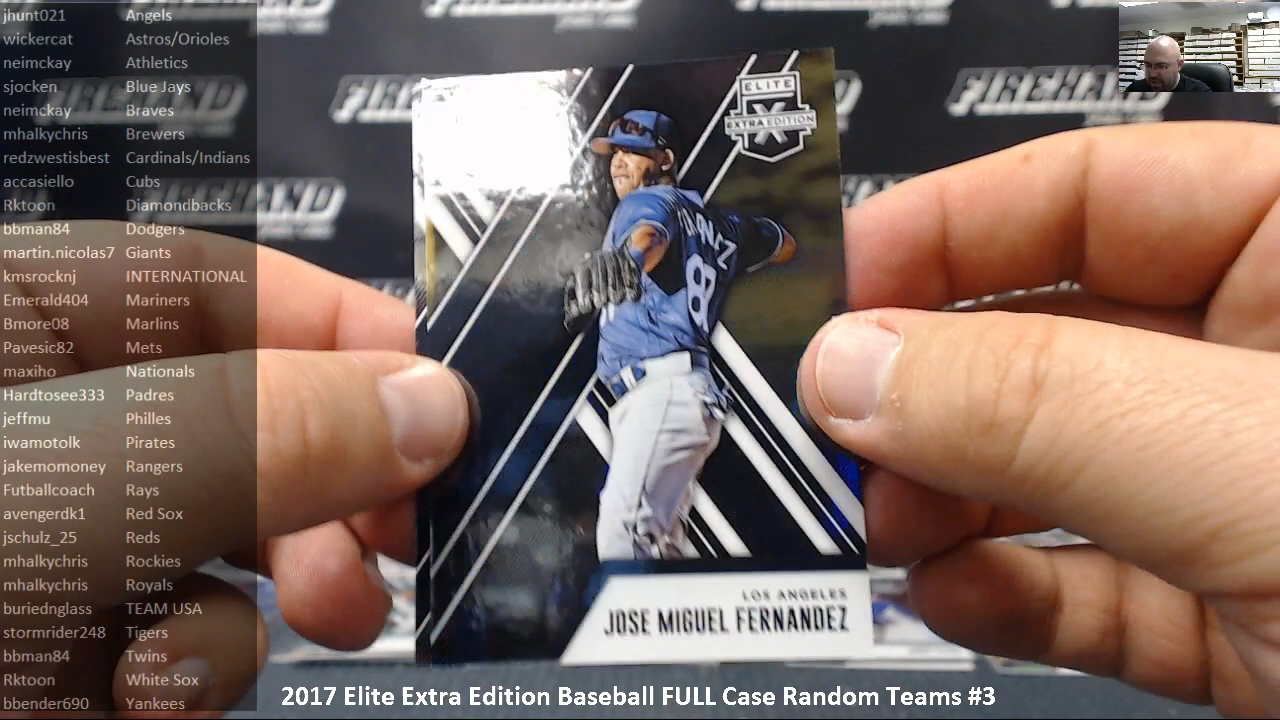 jhunt021 Angels
wickercat Astros/Orioles
neimckay Athletics
sjocken Blue Jays
neimckay Braves
mhalkychris Brewers
redzwestisbest Cardinals/Indians
accasiello Cubs
Rktoon Diamondbacks
bbman84 Dodgers
martin.nicolas7 Giants
kmsrocknj INTERNATIONAL
Emerald404 Mariners
Bmore08 Marlins
Pavesic82 Mets
maxiho Nationals
Hardtosee333 Padres
jeffmu Philles
iwamotolk Pirates
jakemomoney Rangers
Futballcoach Rays
avengerdk1 Red Sox
jschulz_25 Reds
mhalkychris Rockies
mhalkychris Royals
buriednglass TEAM USA
stormrider248 Tigers
bbman84 Twins
Rktoon White Sox
bbender690 Yankees
ELITE
EXTRA EDITION
X
LOS ANGELES
JOSE MIGUEL FERNANDEZ
2017 Elite Extra Edition Baseball FULL Case Random Teams #3